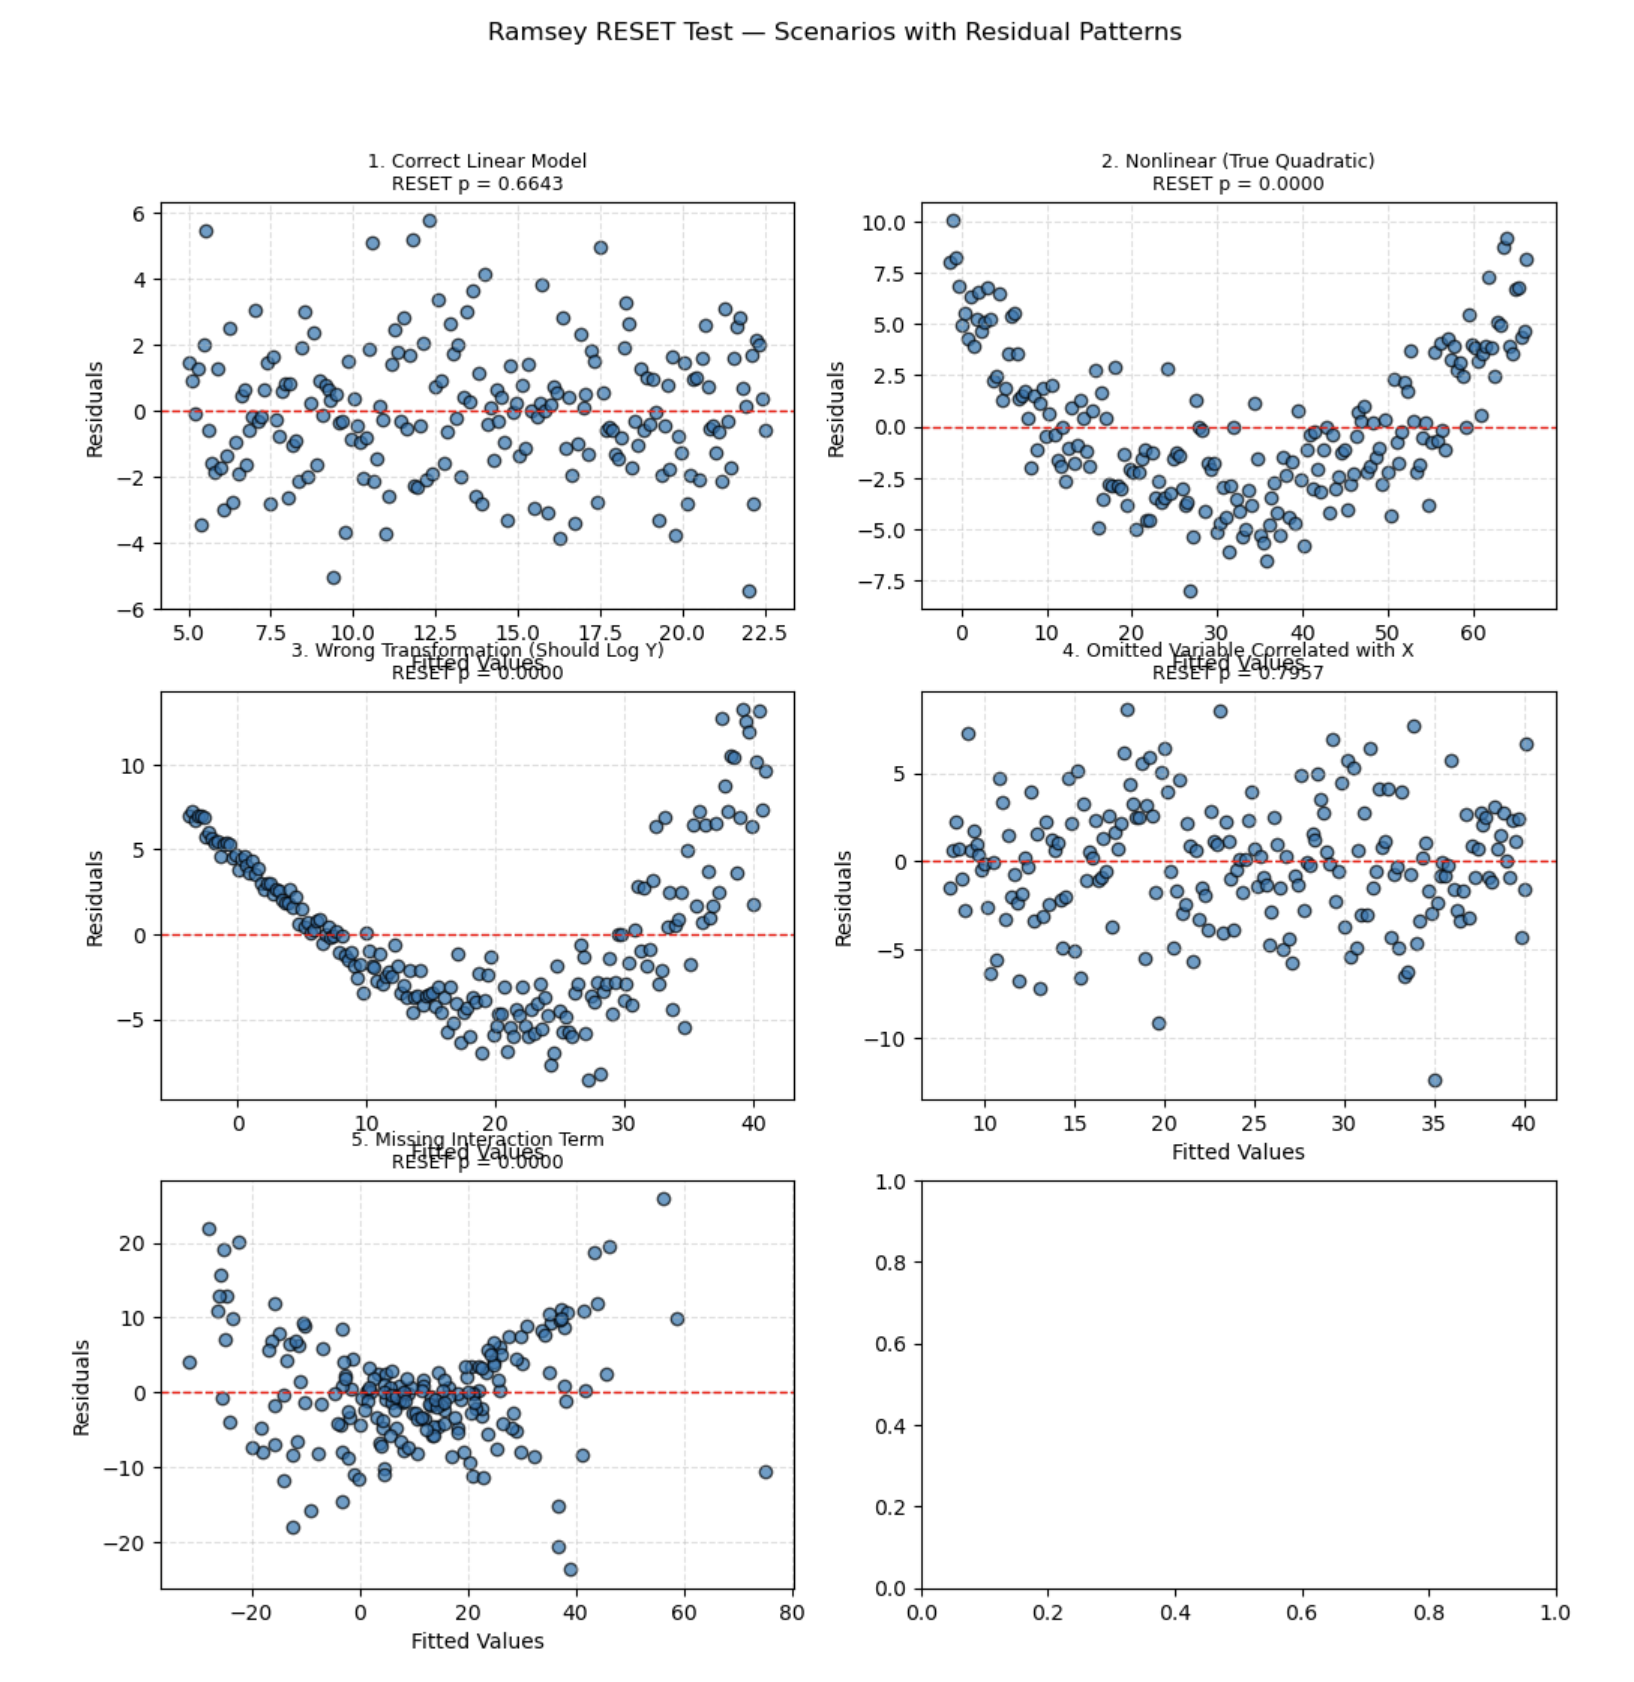 Ramsey RESET Test — Scenarios with Residual Patterns
1. Correct Linear Model
RESET p = 0.6643
6
4
2
0
−2
−4
−6
Residuals
5.0 7.5 10.0 12.5 15.0 17.5 20.0 22.5
Fitted Values
2. Nonlinear (True Quadratic)
RESET p = 0.0000
10.0
7.5
5.0
2.5
0.0
−2.5
−5.0
−7.5
Residuals
0 10 20 30 40 50 60
Fitted Values
3. Wrong Transformation (Should Log Y)
RESET p = 0.0000
10
5
0
−5
Residuals
0 10 20 30 40
Fitted Values
4. Omitted Variable Correlated with X
RESET p = 0.7957
5
0
−5
−10
Residuals
10 15 20 25 30 35 40
Fitted Values
5. Missing Interaction Term
RESET p = 0.0000
20
10
0
−10
−20
Residuals
−20 0 20 40 60 80
Fitted Values
1.0
0.8
0.6
0.4
0.2
0.0
0.0 0.2 0.4 0.6 0.8 1.0